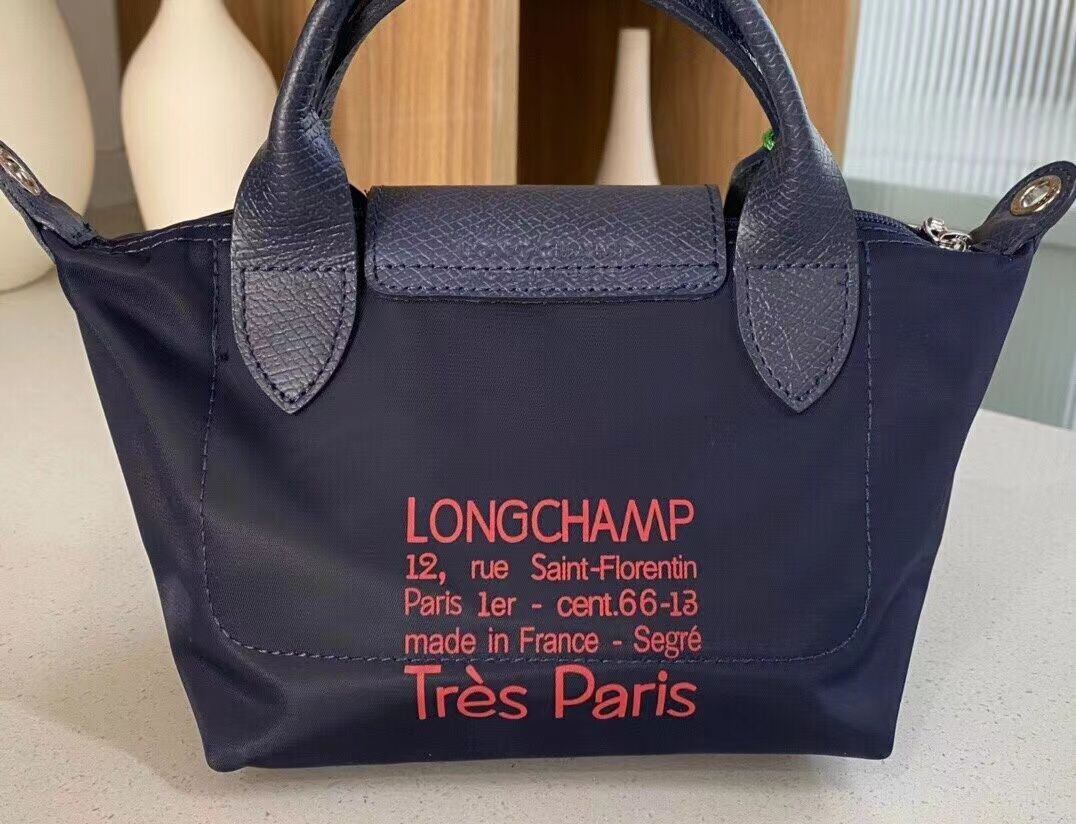 LONGCHAMP
12, rue Saint-Florentin
Paris 1er - cent.66-13
made in France - Segré
Très Paris